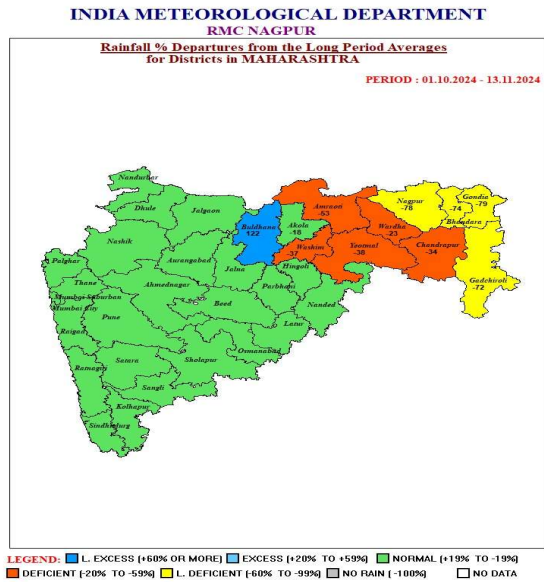 INDIA METEOROLOGICAL DEPARTMENT
RMC NAGPUR
Rainfall % Departures from the Long Period Averages
for Districts in MAHARASHTRA
PERIOD : 01.10.2024 - 13.11.2024
Nandurbar
Dhule
Jalgaon
Buldhana
122
Akola
-18
Amraoti
-53
Nagpur
-78
Gondia
-79
-74
Bhandara
Wardha
-23
Washim
-37
Yeotmal
-38
Chandrapur
-34
Gadchiroli
-72
Nashik
Palghar
Aurangabad
Jalna
Hingoli
Parbhani
Nanded
Thane
Ahmednagar
Mumbai Suburban
Mumbai City
Pune
Beed
Latur
Raigarh
Osmanabad
Satara
Sholapur
Ratnagiri
Sangli
Kolhapur
Sindhudurg
LEGEND: L. EXCESS (+60% OR MORE) EXCESS (+20% TO +59%) NORMAL (+19% TO -19%)
DEFICIENT (-20% TO -59%) L. DEFICIENT (-60% TO -99%) NO RAIN ( -100%) NO DATA